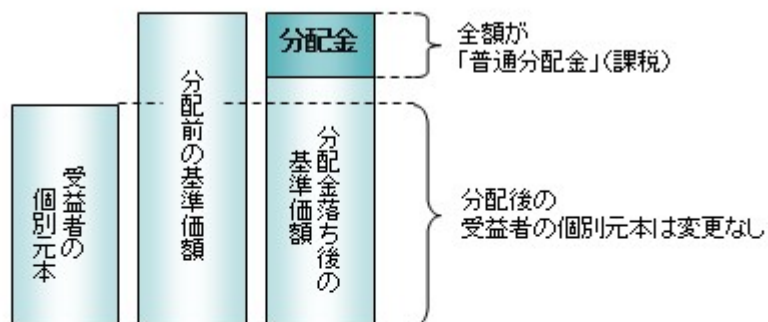 受益者の
個別元本
分配前の基準価額
分配金
分配金落ち後の
基準価額
全額が
「普通分配金」(課税)
分配後の
受益者の個別元本は変更なし